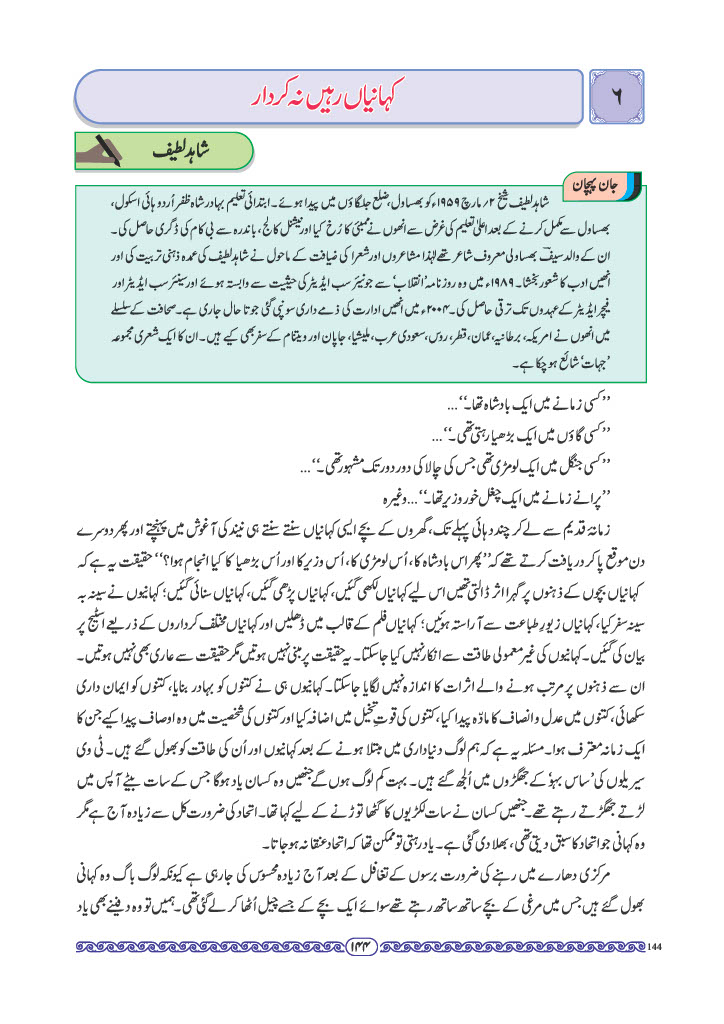 ۶
کہانیاں رہیں نہ کردار
شاہد لطیف
جان پہچان
شاہد لطیف شیخ ۲؍ مارچ ۱۹۵۹ء کو بھساول، ضلع جلگاؤں میں پیدا ہوئے۔ ابتدائی تعلیم بہادر شاہ ظفر اُردو ہائی اسکول،
بھساول سے مکمل کرنے کے بعد اعلیٰ تعلیم کی غرض سے انھوں نے ممبئی کا رُخ کیا اور نیشنل کالج، باندرہ سے بی کام کی ڈگری حاصل کی۔
ان کے والد سیفؔ بھساولی معروف شاعر تھے لہٰذا مشاعروں اور شعرا کی ضیافت کے ماحول نے شاہد لطیف کی عمدہ ذہنی تربیت کی اور
انھیں ادب کا شعور بخشا۔ ۱۹۸۹ء میں وہ روزنامہ ’انقلاب‘ سے جونیئر سب ایڈیٹر کی حیثیت سے وابستہ ہوئے اور سینئر سب ایڈیٹر اور
فیچر ایڈیٹر کے عہدوں تک ترقی حاصل کی۔ ۲۰۰۴ء میں انھیں ادارت کی ذمے داری سونپی گئی جو تا حال جاری ہے۔ صحافت کے سلسلے
میں انھوں نے امریکہ، برطانیہ، عمان، قطر، روس، سعودی عرب، ملیشیا، جاپان اور ویتنام کے سفر بھی کیے ہیں۔ ان کا ایک شعری مجموعہ
’جہات‘ شائع ہو چکا ہے۔
’’کسی زمانے میں ایک بادشاہ تھا۔‘‘...
’’کسی گاؤں میں ایک بڑھیا رہتی تھی۔‘‘...
’’کسی جنگل میں ایک لومڑی تھی جس کی چالاکی دور دور تک مشہور تھی۔‘‘...
’’پرانے زمانے میں ایک چغل خور وزیر تھا۔‘‘... وغیرہ
زمانۂ قدیم سے لے کر چند دہائی پہلے تک، گھروں کے بچے ایسی کہانیاں سنتے سنتے ہی نیند کی آغوش میں پہنچتے اور پھر دوسرے
دن موقع پا کر دریافت کرتے تھے کہ ’’پھر اس بادشاہ کا، اُس لومڑی کا، اُس وزیر کا اور اُس بڑھیا کا کیا انجام ہوا؟‘‘ حقیقت یہ ہے کہ
کہانیاں بچوں کے ذہنوں پر گہرا اثر ڈالتی تھیں اس لیے کہانیاں لکھی گئیں، کہانیاں پڑھی گئیں، کہانیاں سنائی گئیں؛ کہانیوں نے سینہ بہ
سینہ سفر کیا، کہانیاں زیورِ طباعت سے آراستہ ہوئیں؛ کہانیاں فلم کے قالب میں ڈھلیں اور کہانیاں مختلف کرداروں کے ذریعے اسٹیج پر
بیان کی گئیں۔ کہانیوں کی غیر معمولی طاقت سے انکار نہیں کیا جا سکتا۔ یہ حقیقت پر مبنی نہیں ہوتیں مگر حقیقت سے عاری بھی نہیں ہوتیں۔
ان سے ذہنوں پر مرتب ہونے والے اثرات کا اندازہ نہیں لگایا جا سکتا۔ کہانیوں ہی نے کتنوں کو بہادر بنایا، کتنوں کو ایمان داری
سکھائی، کتنوں میں عدل و انصاف کا مادّہ پیدا کیا، کتنوں کی قوتِ تخیل میں اضافہ کیا اور کتنوں کی شخصیت میں وہ اوصاف پیدا کیے جن کا
ایک زمانہ معترف ہوا۔ مسئلہ یہ ہے کہ ہم لوگ دنیاداری میں مبتلا ہونے کے بعد کہانیوں اور اُن کی طاقت کو بھول گئے ہیں۔ ٹی وی
سیریلوں کی ’ساس بہو‘ کے جھگڑوں میں اُلجھ گئے ہیں۔ بہت کم لوگ ہوں گے جنھیں وہ کسان یاد ہوگا جس کے سات بیٹے آپس میں
لڑتے جھگڑتے رہتے تھے۔ جنھیں کسان نے سات لکڑیوں کا گٹھا توڑنے کے لیے کہا تھا۔ اتحاد کی ضرورت کل سے زیادہ آج ہے مگر
وہ کہانی جو اتحاد کا سبق دیتی تھی، بھلا دی گئی ہے۔ یاد رہتی تو ممکن تھا کہ اتحاد عنقا نہ ہو جاتا۔
مرکزی دھارے میں رہنے کی ضرورت برسوں کے تغافل کے بعد آج زیادہ محسوس کی جا رہی ہے کیونکہ لوگ باگ وہ کہانی
بھول گئے ہیں جس میں مرغی کے بچے ساتھ ساتھ رہتے تھے سوائے ایک بچے کے جسے چیل اُٹھا کر لے گئی تھی۔ ہمیں تو وہ دفینے بھی یاد
۱۴۴
144